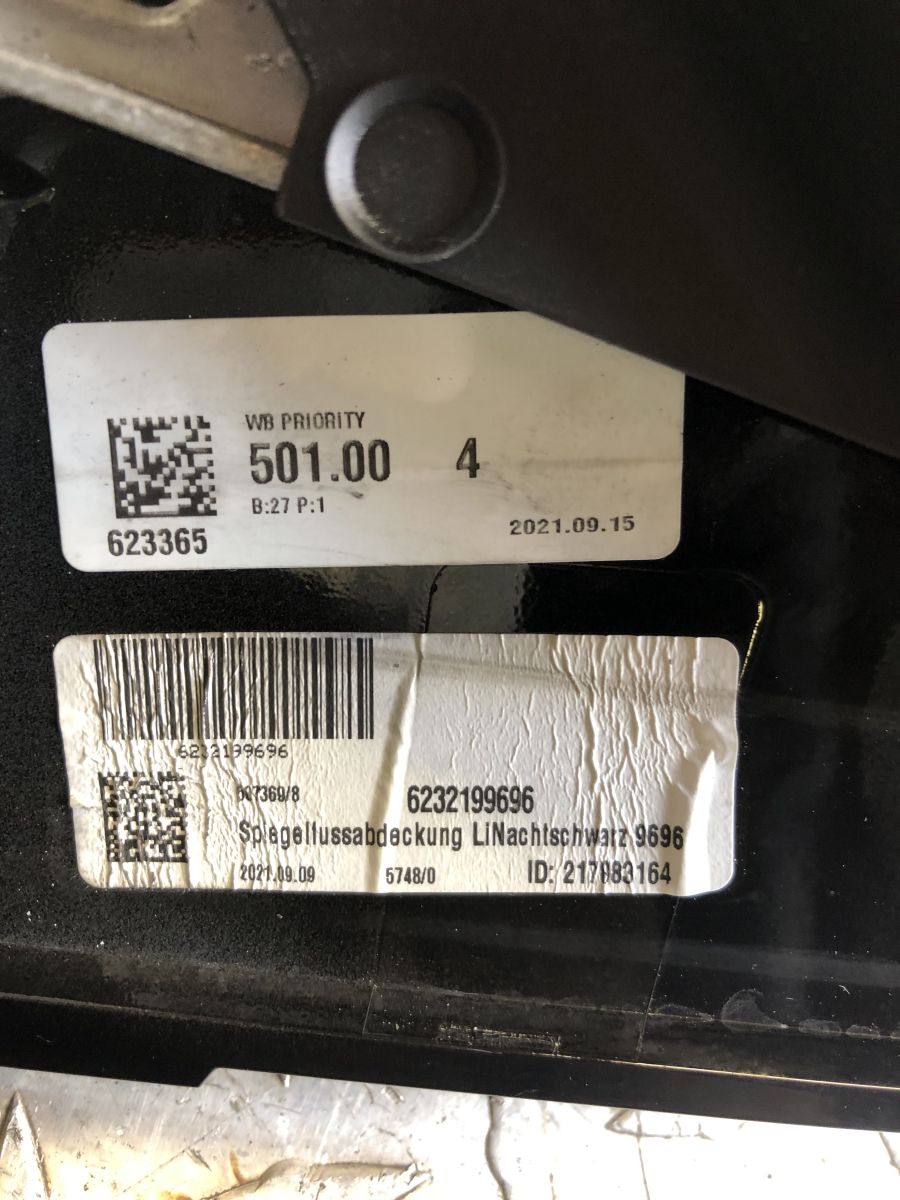 WB PRIORITY
501.00 4
B:27 P:1
623365
2021.09.15
6232199696
6232199696
Spiegelfussabdeckung LiNachtschwarz 9696
2021.09.09 5748/0 ID: 217983164